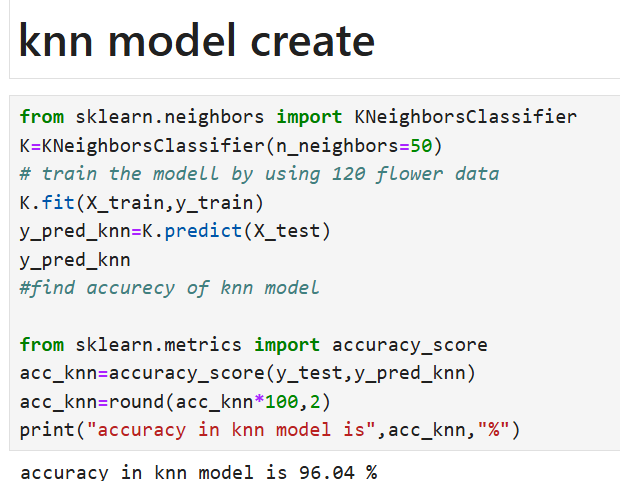 knn model create
from sklearn.neighbors import KNeighborsClassifier
K=KNeighborsClassifier(n_neighbors=50)
# train the modell by using 120 flower data
K.fit(X_train,y_train)
y_pred_knn=K.predict(X_test)
y_pred_knn
#find accurecy of knn model
from sklearn.metrics import accuracy_score
acc_knn=accuracy_score(y_test,y_pred_knn)
acc_knn=round(acc_knn*100,2)
print("accuracy in knn model is",acc_knn,"%")
accuracy in knn model is 96.04 %